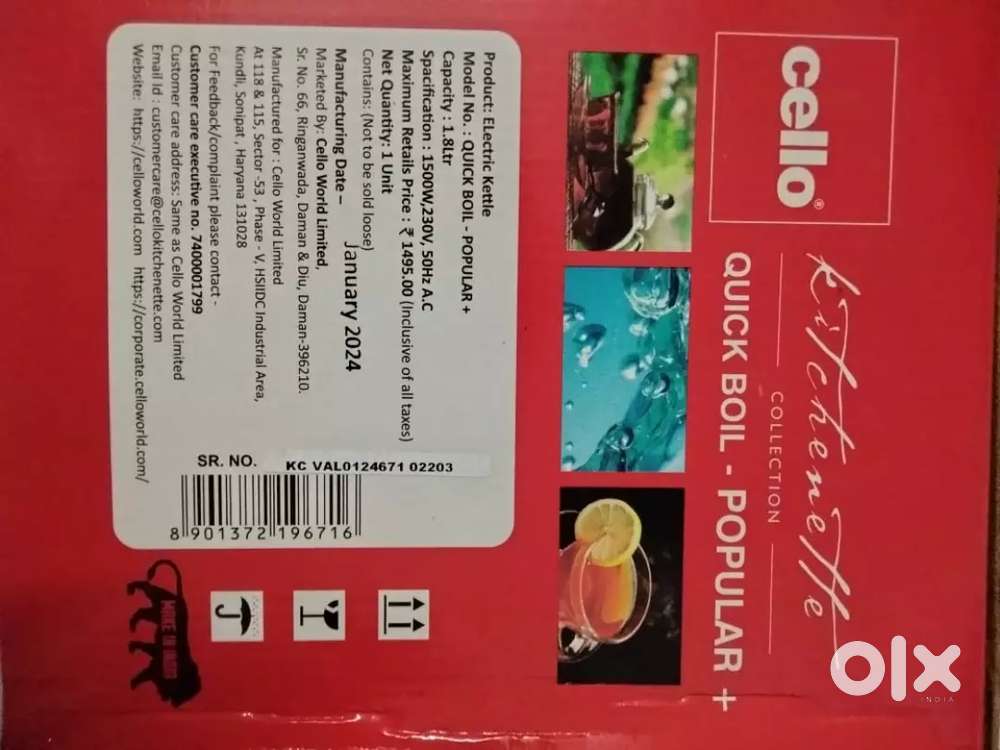 cello®
kitchenette
COLLECTION
QUICK BOIL - POPULAR +
Product: ELectric Kettle
Model No. : QUICK BOIL - POPULAR +
Capacity : 1.8Ltr
Spacification : 1500W,230V, 50Hz A.C
Maximum Retails Price : ₹ 1495.00 (Inclusive of all taxes)
Net Quantity: 1 Unit
Contains: (Not to be sold loose)
Manufacturing Date – January 2024
Marketed By: Cello World Limited,
Sr. No. 66, Ringanwada, Daman & Diu, Daman-396210.
Manufactured for : Cello World Limited
At 118 & 115, Sector -53 , Phase - V, HSIIDC Industrial Area,
Kundli, Sonipat , Haryana 131028
For Feedback/complaint please contact -
Customer care executive no. 7400001799
Customer care address: Same as Cello World Limited
Email Id : customercare@cellokitchenette.com
Website: https://celloworld.com https://corporate.celloworld.com/
SR. NO. KC VAL0124671 02203
8 901372 196716
MAKE IN INDIA
olx
INDIA